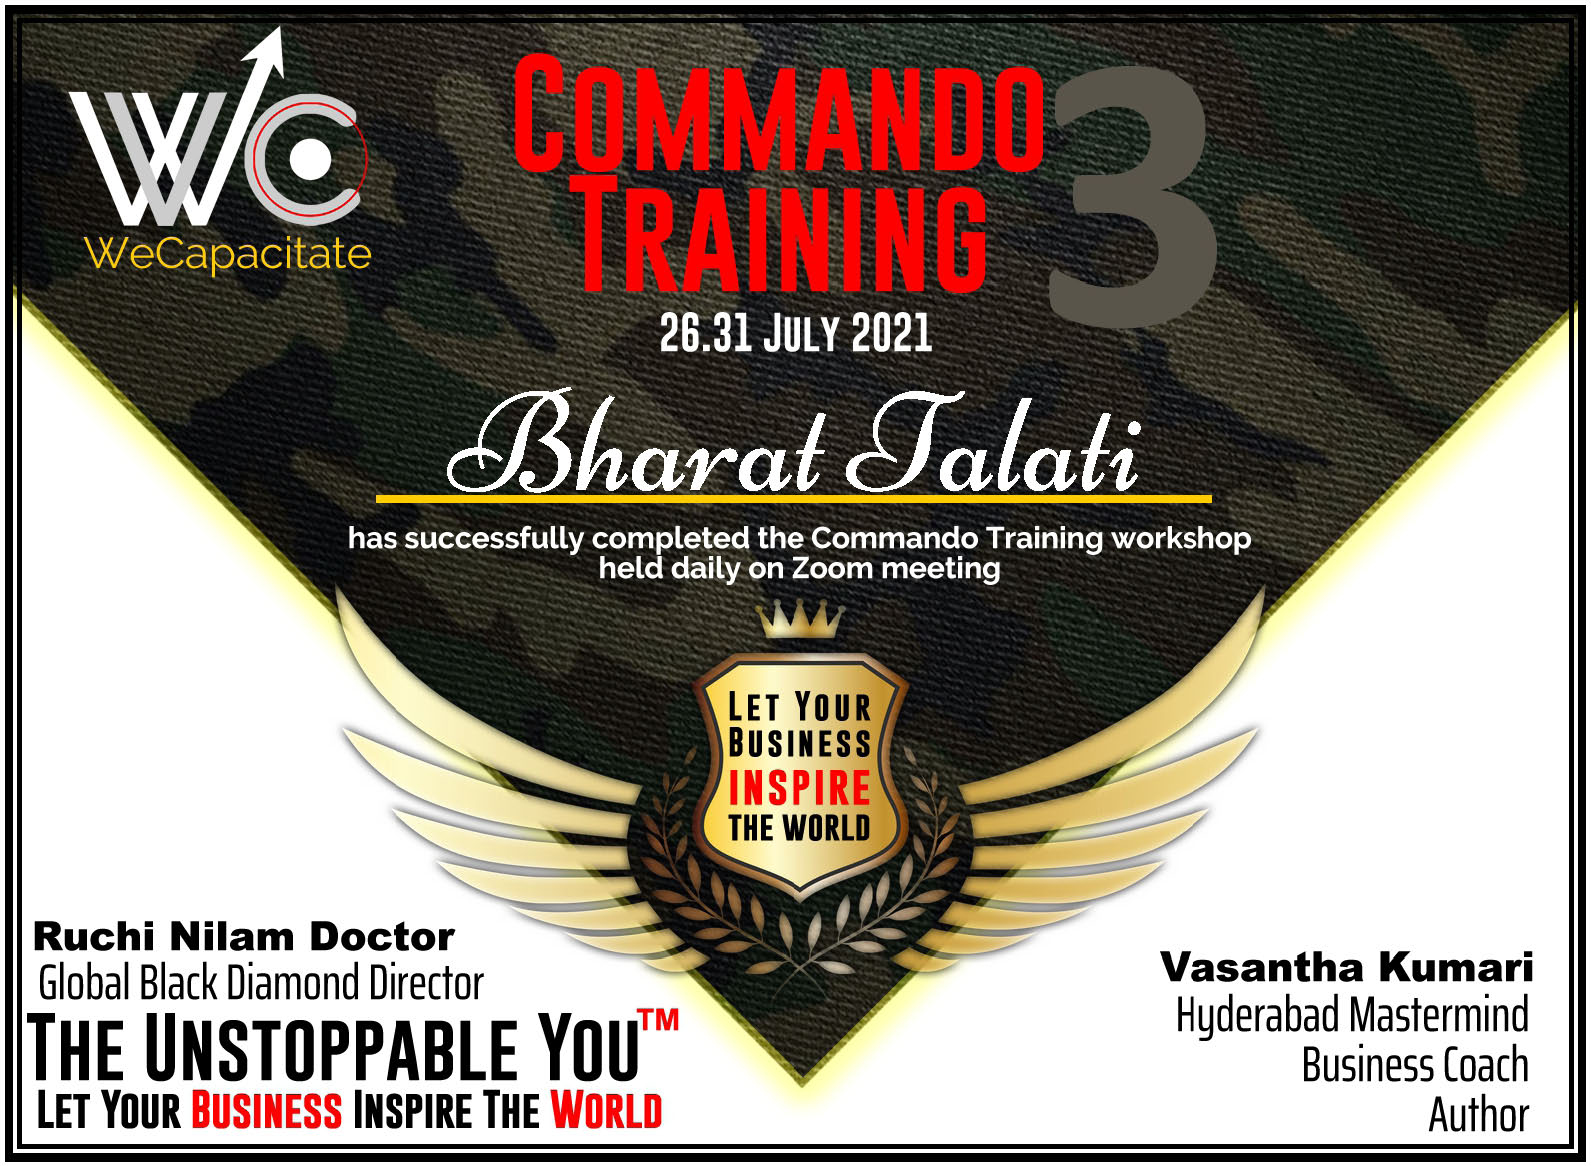 WC
WeCapacitate
COMMANDO
TRAINING
3
26.31 JULY 2021
Bharat Talati
has successfully completed the Commando Training workshop
held daily on Zoom meeting
LET YOUR
BUSINESS
INSPIRE
THE WORLD
Ruchi Nilam Doctor
Global Black Diamond Director
THE UNSTOPPABLE YOU™
LET YOUR BUSINESS INSPIRE THE WORLD
Vasantha Kumari
Hyderabad Mastermind
Business Coach
Author